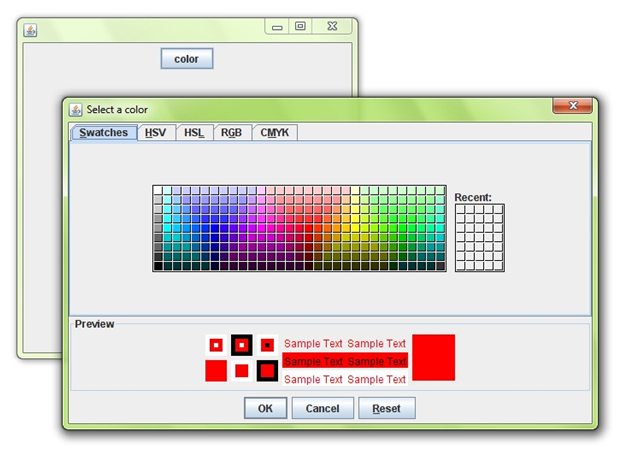 color
Select a color
Swatches HSV HSL RGB CMYK
Recent:
Preview
Sample Text Sample Text
Sample Text Sample Text
Sample Text Sample Text
OK Cancel Reset